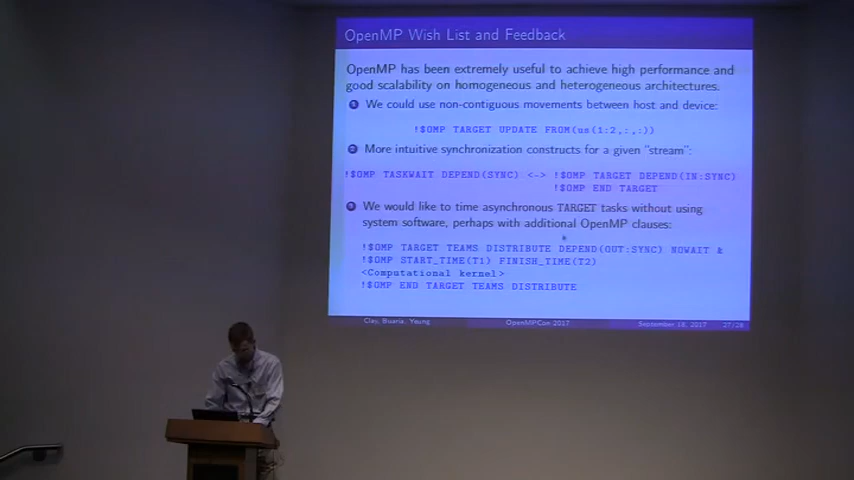 OpenMP Wish List and Feedback
OpenMP has been extremely useful to achieve high performance and
good scalability on homogeneous and heterogeneous architectures.
1 We could use non-contiguous movements between host and device:
!$OMP TARGET UPDATE FROM(us(1:2,:,:))
2 More intuitive synchronization constructs for a given "stream":
!$OMP TASKWAIT DEPEND(SYNC) <-> !$OMP TARGET DEPEND(IN:SYNC)
!$OMP END TARGET
3 We would like to time asynchronous TARGET tasks without using
system software, perhaps with additional OpenMP clauses:
!$OMP TARGET TEAMS DISTRIBUTE DEPEND(OUT:SYNC) NOWAIT &
!$OMP START_TIME(T1) FINISH_TIME(T2)
<Computational kernel>
!$OMP END TARGET TEAMS DISTRIBUTE
Clay, Buaria, Yeung OpenMPCon 2017 September 18, 2017 27/28